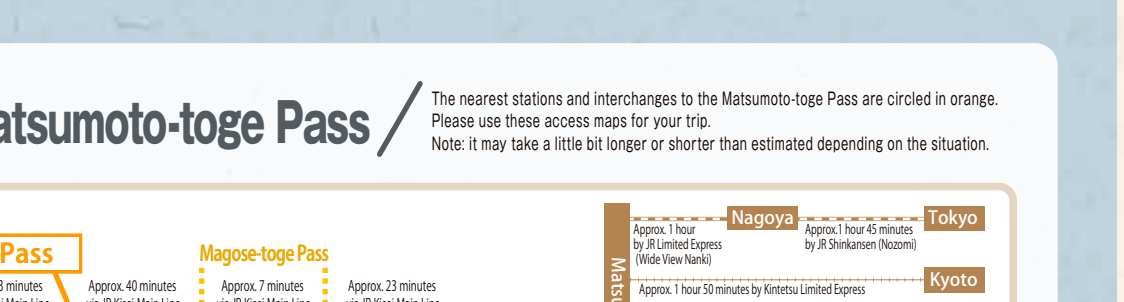 toge Pass
The nearest stations and interchanges to the Matsumoto-toge Pass are circled in orange.
Please use these access maps for your trip.
Note: it may take a little bit longer or shorter than estimated depending on the situation.
Pass
Magose-toge Pass
minutes
Approx. 40 minutes
Approx. 7 minutes
Approx. 23 minutes
Nagoya
Tokyo
Approx. 1 hour
by JR Limited Express
(Wide View Nanki)
Approx.1 hour 45 minutes
by JR Shinkansen (Nozomi)
Kyoto
Approx. 1 hour 50 minutes by Kintetsu Limited Express